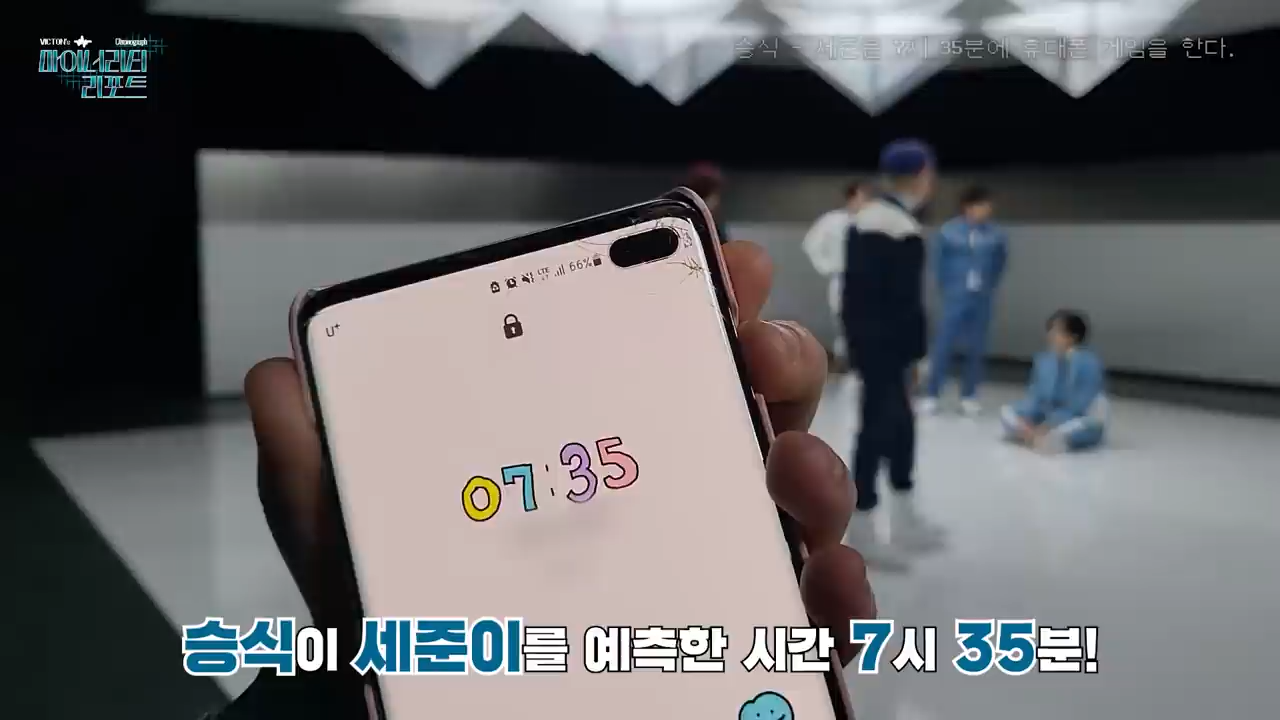 VICTON's Chronograph
마이너리티
리포트
승식 - 세준은 7시 35분에 휴대폰 게임을 한다.
LTE 66%
U+
07:35
승식이 세준이를 예측한 시간 7시 35분!